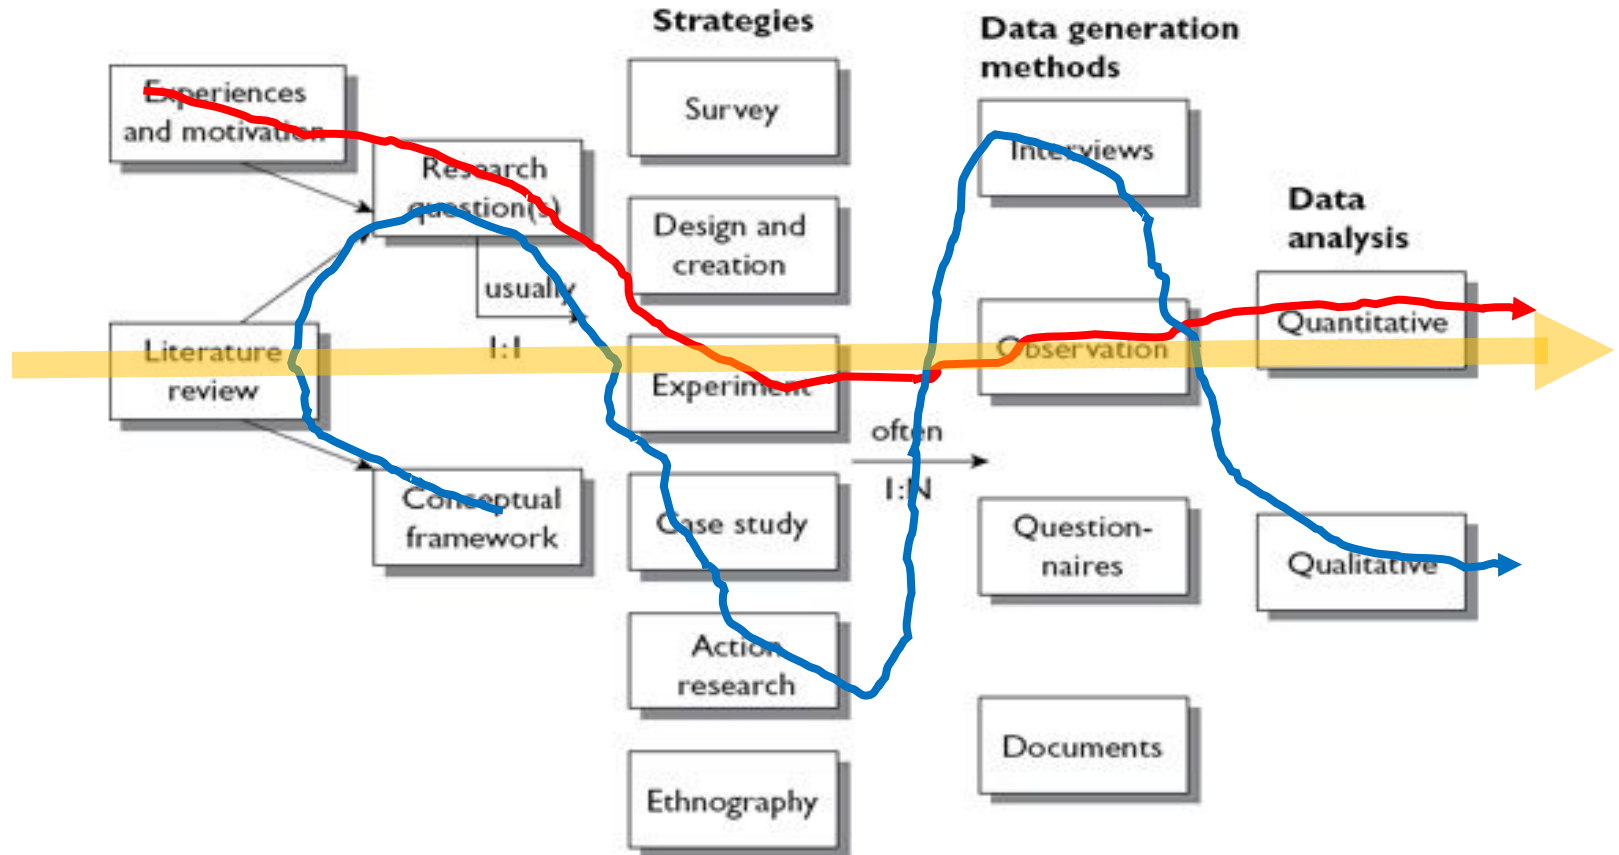 Strategies
Data generation
methods
Experiences
and motivation
Research
question(s)
usually
1:1
Literature
review
Conceptual
framework
Survey
Design and
creation
Experiment
Case study
Action
research
Ethnography
often
1:N
Interviews
Observation
Question-
naires
Documents
Data
analysis
Quantitative
Qualitative